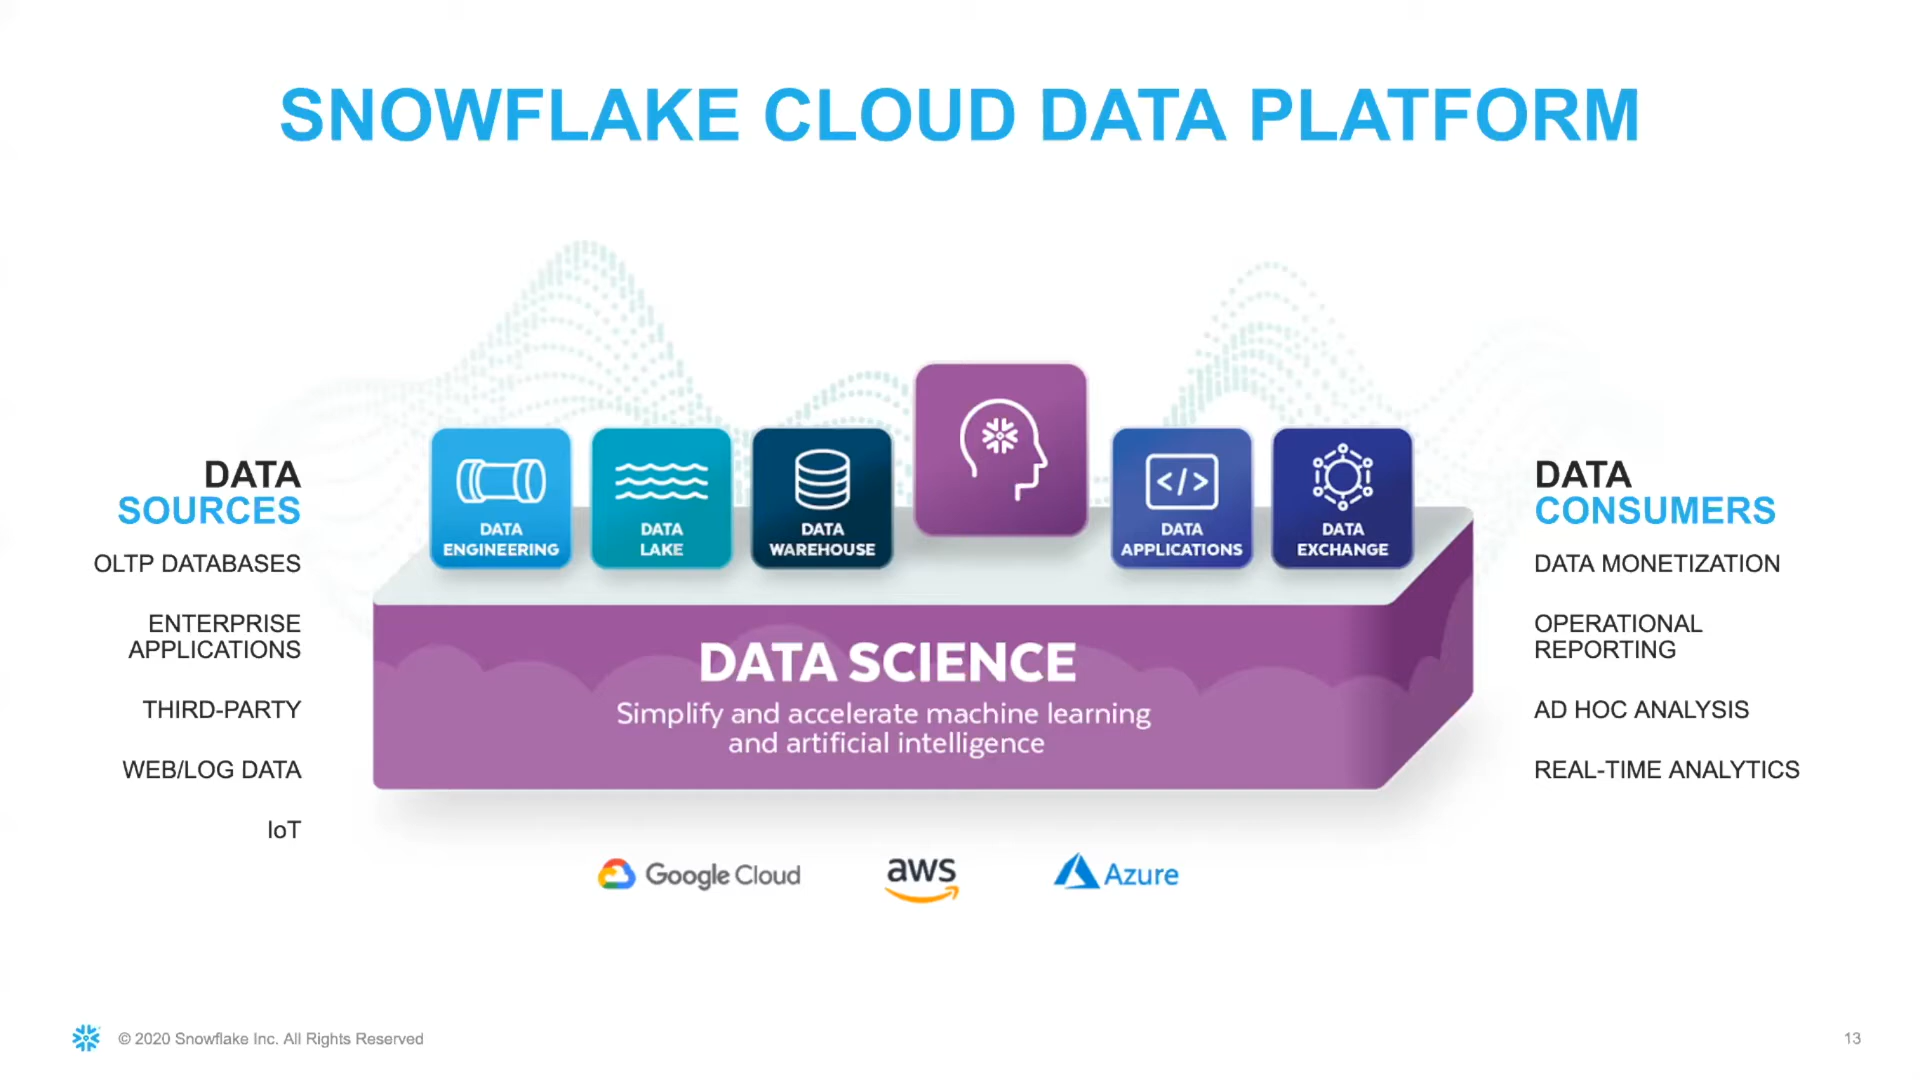 SNOWFLAKE CLOUD DATA PLATFORM
DATA
SOURCES
OLTP DATABASES
ENTERPRISE
APPLICATIONS
THIRD-PARTY
WEB/LOG DATA
IoT
DATA
ENGINEERING
DATA
LAKE
DATA
WAREHOUSE
DATA
APPLICATIONS
DATA
EXCHANGE
DATA SCIENCE
Simplify and accelerate machine learning
and artificial intelligence
Google Cloud
aws
Azure
DATA
CONSUMERS
DATA MONETIZATION
OPERATIONAL
REPORTING
AD HOC ANALYSIS
REAL-TIME ANALYTICS
© 2020 Snowflake Inc. All Rights Reserved
13